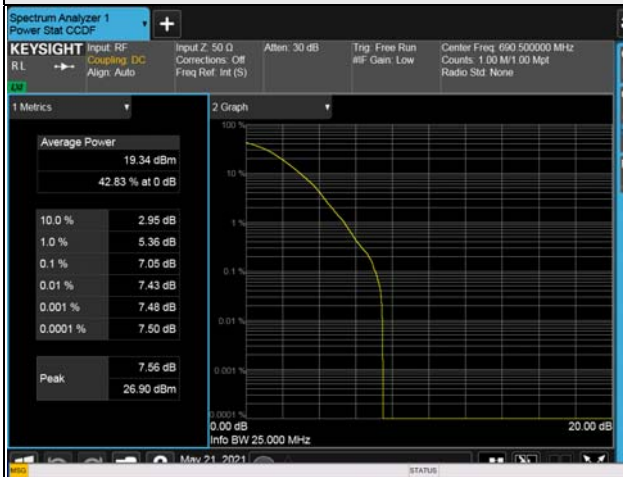 Spectrum Analyzer 1
Power Stat CCDF
+
KEYSIGHT
RL
LXI
Input: RF
Coupling: DC
Align: Auto
Input Z: 50 Ω
Corrections: Off
Freq Ref: Int (S)
Atten: 30 dB
Trig: Free Run
#IF Gain: Low
Center Freq: 690.500000 MHz
Counts: 1.00 M/1.00 Mpt
Radio Std: None
1 Metrics
Average Power
19.34 dBm
42.83 % at 0 dB
10.0 % 2.95 dB
1.0 % 5.36 dB
0.1 % 7.05 dB
0.01 % 7.43 dB
0.001 % 7.48 dB
0.0001 % 7.50 dB
Peak
7.56 dB
26.90 dBm
2 Graph
100 %
10 %
1 %
0.1 %
0.01 %
0.001 %
0.0001 %
0.00 dB 20.00 dB
Info BW 25.000 MHz
May 21, 2021
MSG
STATUS